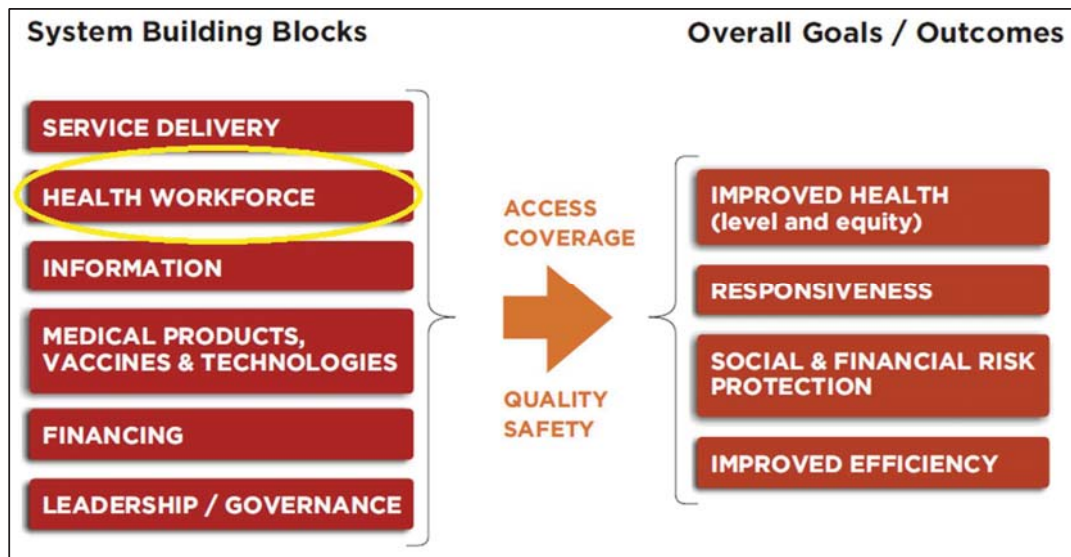 System Building Blocks
SERVICE DELIVERY
HEALTH WORKFORCE
INFORMATION
MEDICAL PRODUCTS,
VACCINES & TECHNOLOGIES
FINANCING
LEADERSHIP / GOVERNANCE
ACCESS
COVERAGE
QUALITY
SAFETY
Overall Goals / Outcomes
IMPROVED HEALTH
(level and equity)
RESPONSIVENESS
SOCIAL & FINANCIAL RISK
PROTECTION
IMPROVED EFFICIENCY